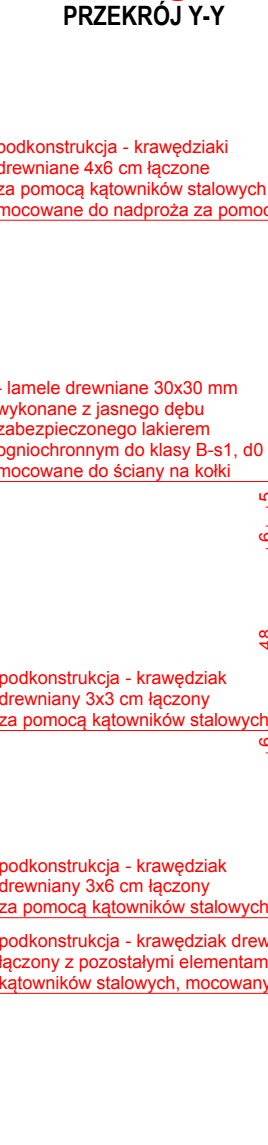 PRZEKRÓJ Y-Y
podkonstrukcja - krawędziaki
drewniane 4x6 cm łączone
za pomocą kątowników stalowych
mocowane do nadproża za pomoc
- lamele drewniane 30x30 mm
wykonane z jasnego dębu
zabezpieczonego lakierem
ogniochronnym do klasy B-s1, d0
mocowane do ściany na kołki
5
6
48
podkonstrukcja - krawędziak
drewniany 3x3 cm łączony
za pomocą kątowników stalowych
6
podkonstrukcja - krawędziak
drewniany 3x6 cm łączony
za pomocą kątowników stalowych
podkonstrukcja - krawędziak drew
łączony z pozostałymi elementam
kątowników stalowych, mocowany